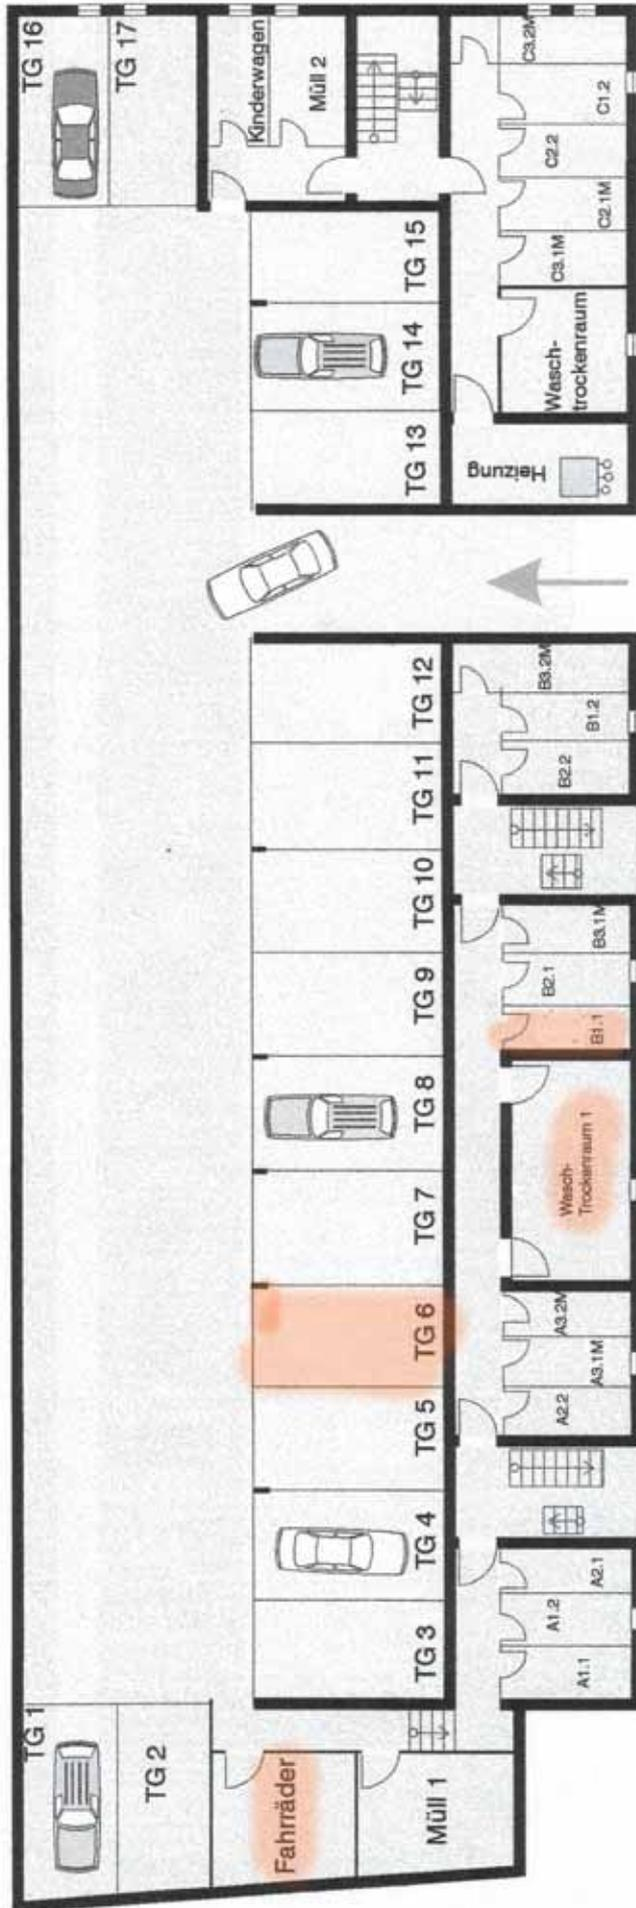 TG 16
TG 17
Kinderwagen
Müll 2
C3.2M
C1.2
C2.2
C2.1M
C3.1M
Wasch-
trockenraum
Heizung
TG 15
TG 14
TG 13
TG 12
TG 11
TG 10
TG 9
TG 8
TG 7
TG 6
TG 5
TG 4
TG 3
B3.2M
B1.2
B2.2
B3.1M
B2.1
B1.1
Wasch-
Trockenraum 1
A3.2M
A3.1M
A2.2
A2.1
A1.2
A1.1
TG 1
TG 2
Fahrräder
Müll 1